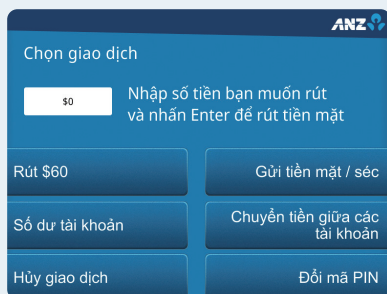 ANZ
Chọn giao dịch
$0
Nhập số tiền bạn muốn rút
và nhấn Enter để rút tiền mặt
Rút $60
Gửi tiền mặt / séc
Số dư tài khoản
Chuyển tiền giữa các
tài khoản
Hủy giao dịch
Đổi mã PIN